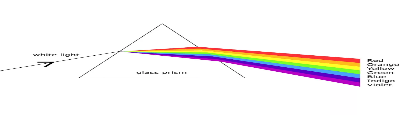 white light
glass prism
Red
Orange
Yellow
Green
Blue
Indigo
Violet